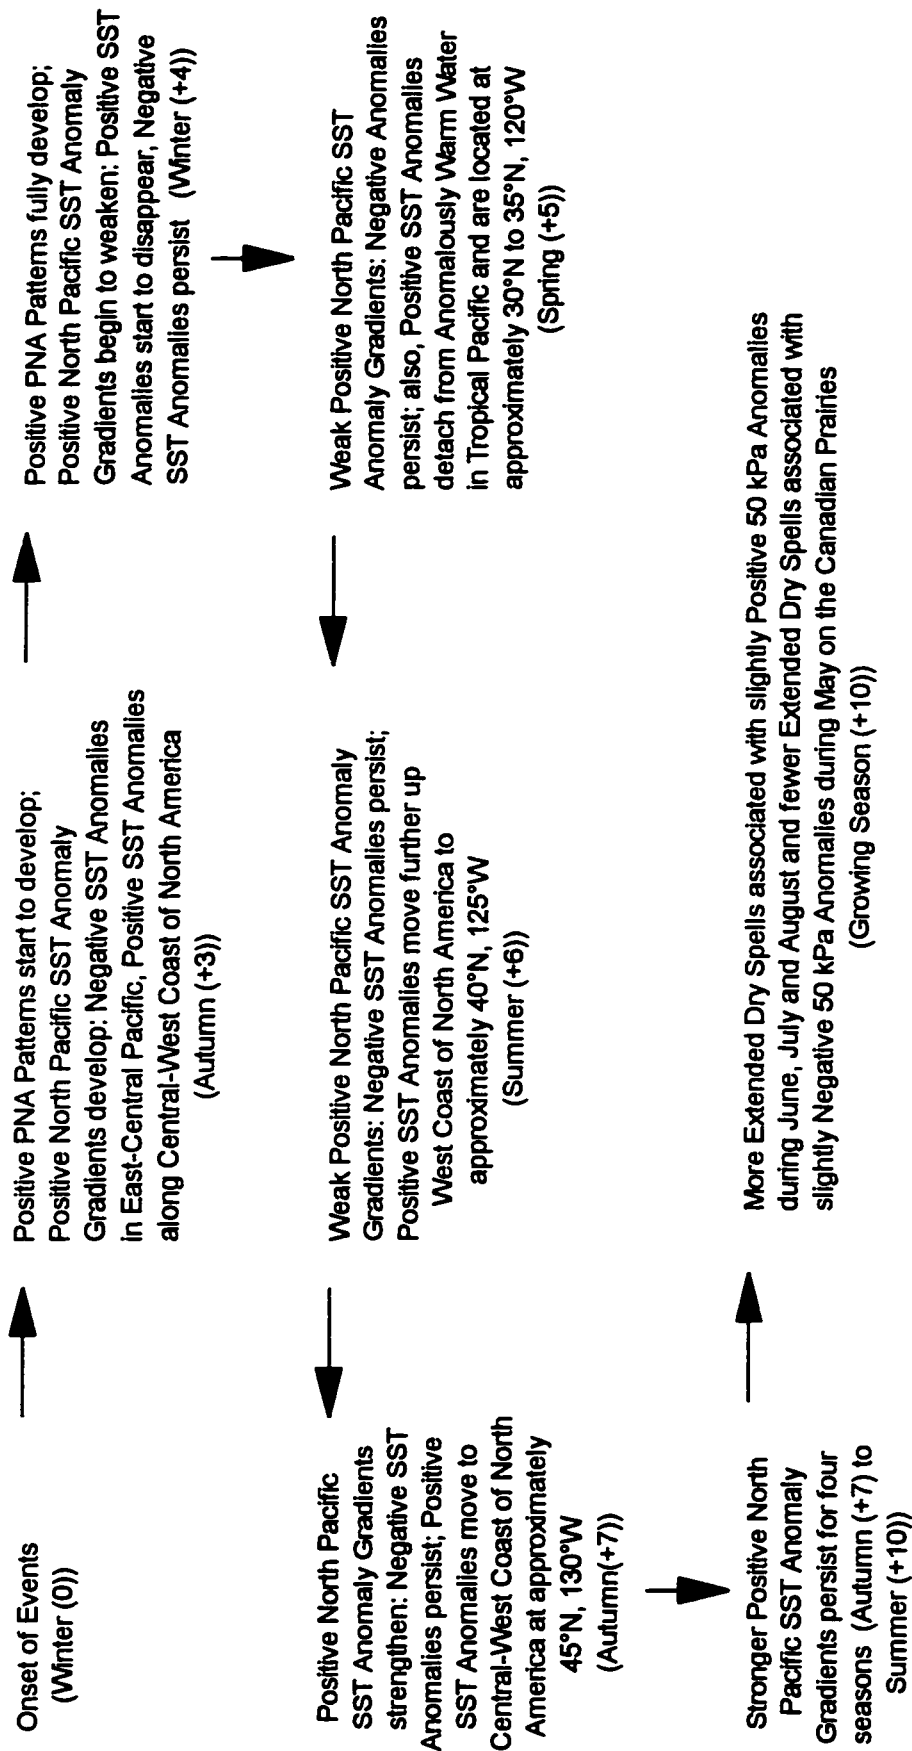 Onset of Events
(Winter (0))
Positive PNA Patterns start to develop;
Positive North Pacific SST Anomaly
Gradients develop: Negative SST Anomalies
in East-Central Pacific, Positive SST Anomalies
along Central-West Coast of North America
(Autumn (+3))
Positive PNA Patterns fully develop;
Positive North Pacific SST Anomaly
Gradients begin to weaken: Positive SST
Anomalies start to disappear, Negative
SST Anomalies persist (Winter (+4))
Weak Positive North Pacific SST
Anomaly Gradients: Negative Anomalies
persist; also, Positive SST Anomalies
detach from Anomalously Warm Water
in Tropical Pacific and are located at
approximately 30°N to 35°N, 120°W
(Spring (+5))
Weak Positive North Pacific SST Anomaly
Gradients: Negative SST Anomalies persist;
Positive SST Anomalies move further up
West Coast of North America to
approximately 40°N, 125°W
(Summer (+6))
Positive North Pacific
SST Anomaly Gradients
strengthen: Negative SST
Anomalies persist; Positive
SST Anomalies move to
Central-West Coast of North
America at approximately
45°N, 130°W
(Autumn(+7))
Stronger Positive North
Pacific SST Anomaly
Gradients persist for four
seasons (Autumn (+7) to
Summer (+10))
More Extended Dry Spells associated with slightly Positive 50 kPa Anomalies
during June, July and August and fewer Extended Dry Spells associated with
slightly Negative 50 kPa Anomalies during May on the Canadian Prairies
(Growing Season (+10))